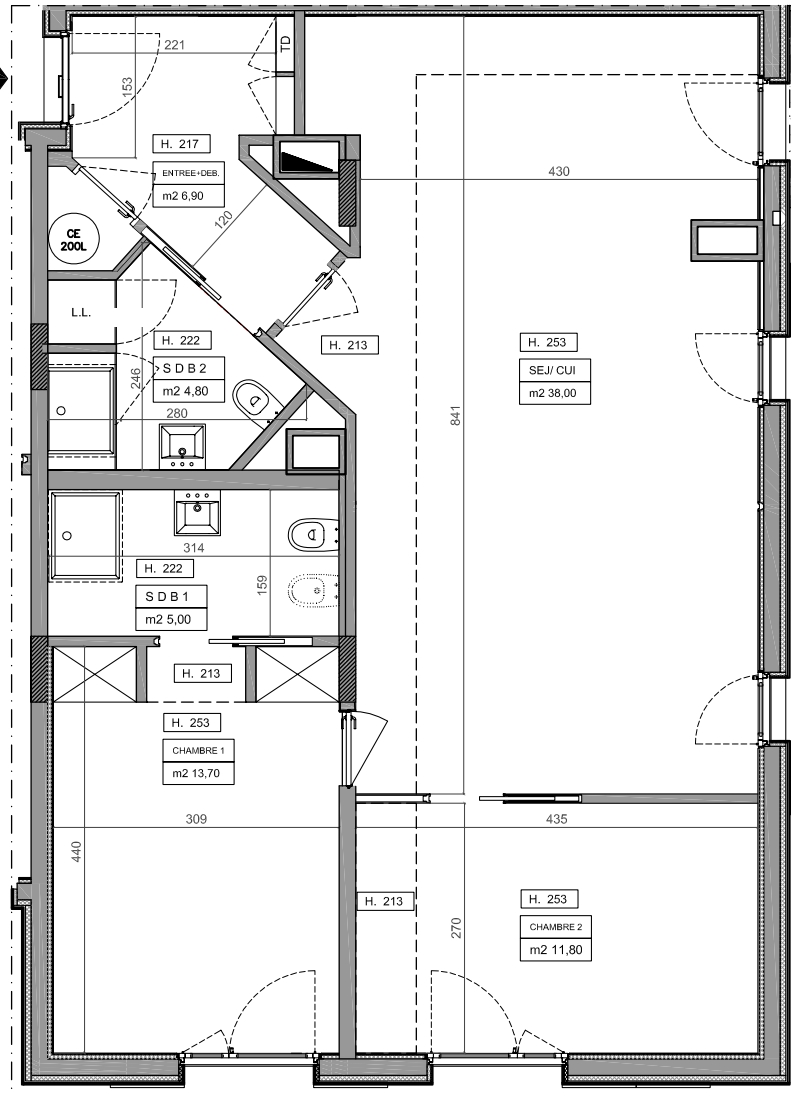 TD
221
153
H. 217
ENTREE+DEB.
m2 6,90
430
120
CE
200L
L.L.
H. 222
H. 213
H. 253
S D B 2
SEJ/ CUI
m2 4,80
m2 38,00
246
280
841
314
H. 222
159
S D B 1
m2 5,00
H. 213
H. 253
CHAMBRE 1
m2 13,70
309
435
440
H. 213
H. 253
270
CHAMBRE 2
m2 11,80